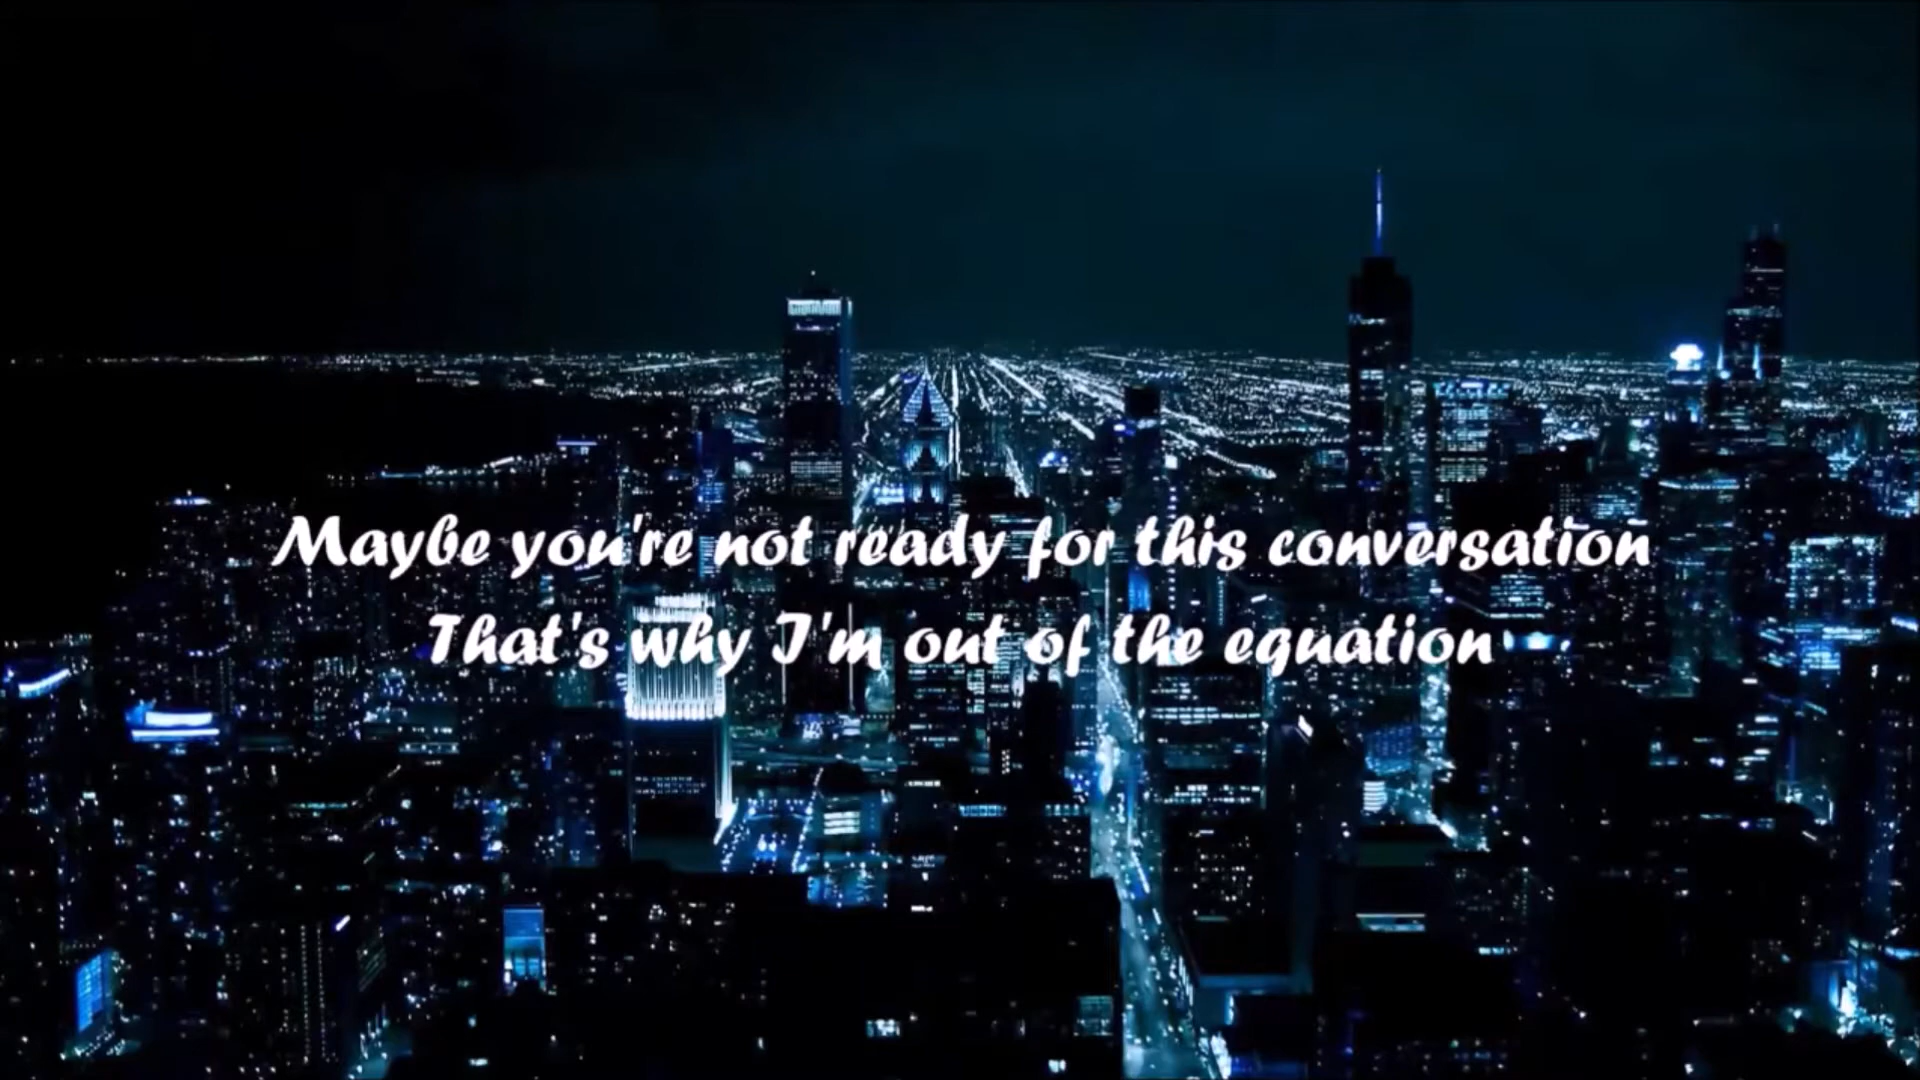 Maybe you're not ready for this conversation
That's why I'm out of the equation